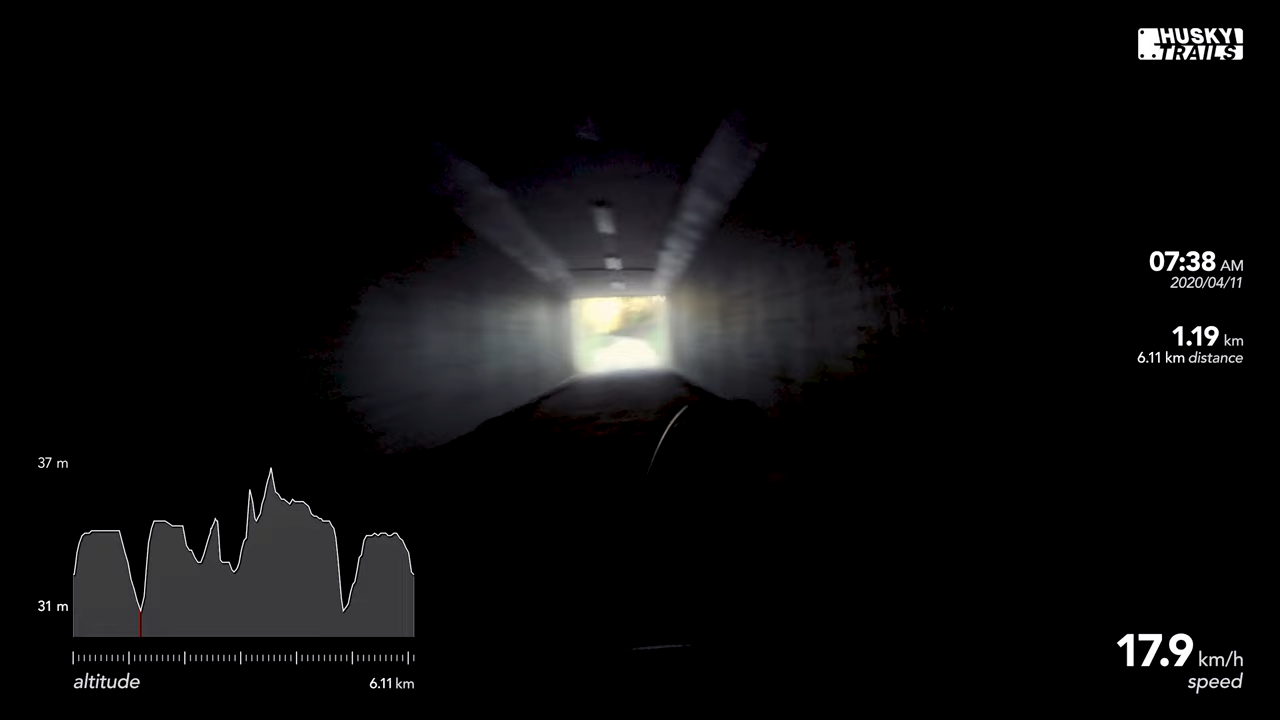 HUSKY
TRAILS
07:38 AM
2020/04/11
1.19 km
6.11 km distance
37 m
31 m
altitude
6.11 km
17.9 km/h
speed